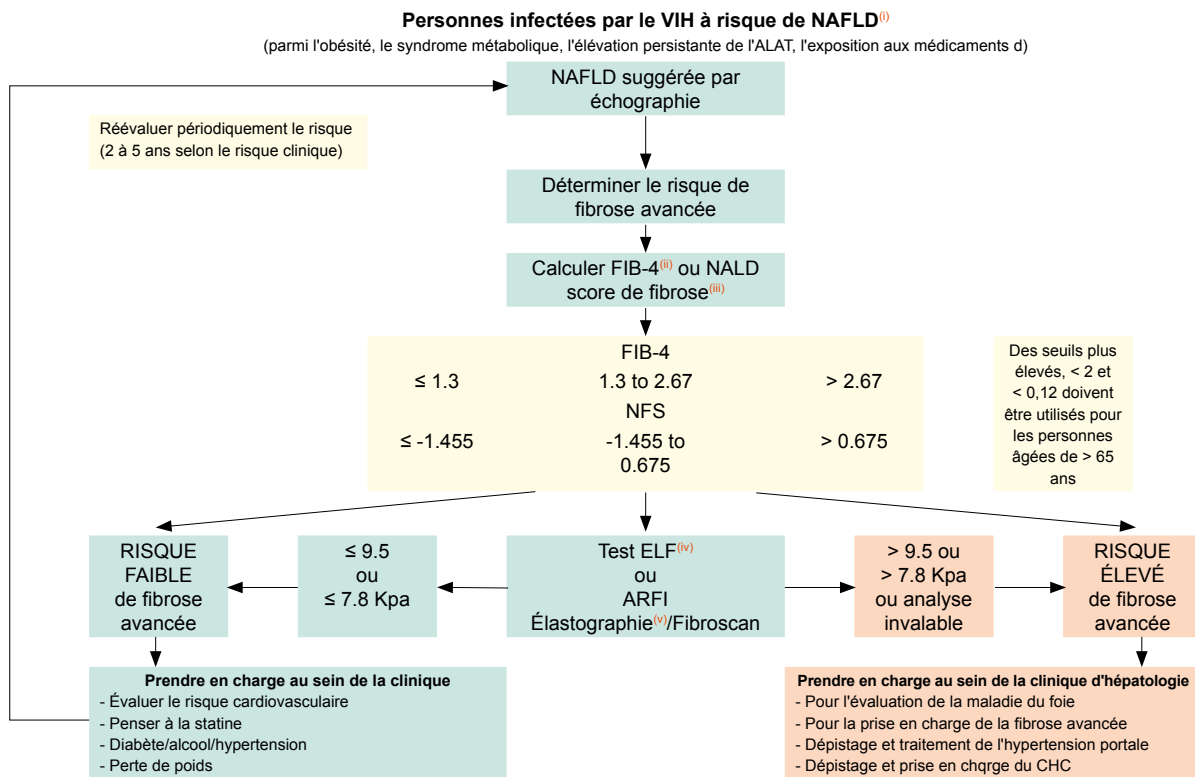 Personnes infectées par le VIH à risque de NAFLD(i)
(parmi l'obésité, le syndrome métabolique, l'élévation persistante de l'ALAT, l'exposition aux médicaments d)
NAFLD suggérée par
échographie
Réévaluer périodiquement le risque
(2 à 5 ans selon le risque clinique)
Déterminer le risque de
fibrose avancée
Calculer FIB-4(ii) ou NALD
score de fibrose(iii)
FIB-4
≤ 1.3 1.3 to 2.67 > 2.67
NFS
≤ -1.455 -1.455 to > 0.675
0.675
Des seuils plus
élevés, < 2 et
< 0,12 doivent
être utilisés pour
les personnes
âgées de > 65
ans
RISQUE
FAIBLE
de fibrose
avancée
≤ 9.5
ou
≤ 7.8 Kpa
Test ELF(iv)
ou
ARFI
Élastographie(v)/Fibroscan
> 9.5 ou
> 7.8 Kpa
ou analyse
invalable
RISQUE
ÉLEVÉ
de fibrose
avancée
Prendre en charge au sein de la clinique
- Évaluer le risque cardiovasculaire
- Penser à la statine
- Diabète/alcool/hypertension
- Perte de poids
Prendre en charge au sein de la clinique d'hépatologie
- Pour l'évaluation de la maladie du foie
- Pour la prise en charge de la fibrose avancée
- Dépistage et traitement de l'hypertension portale
- Dépistage et prise en chqrge du CHC